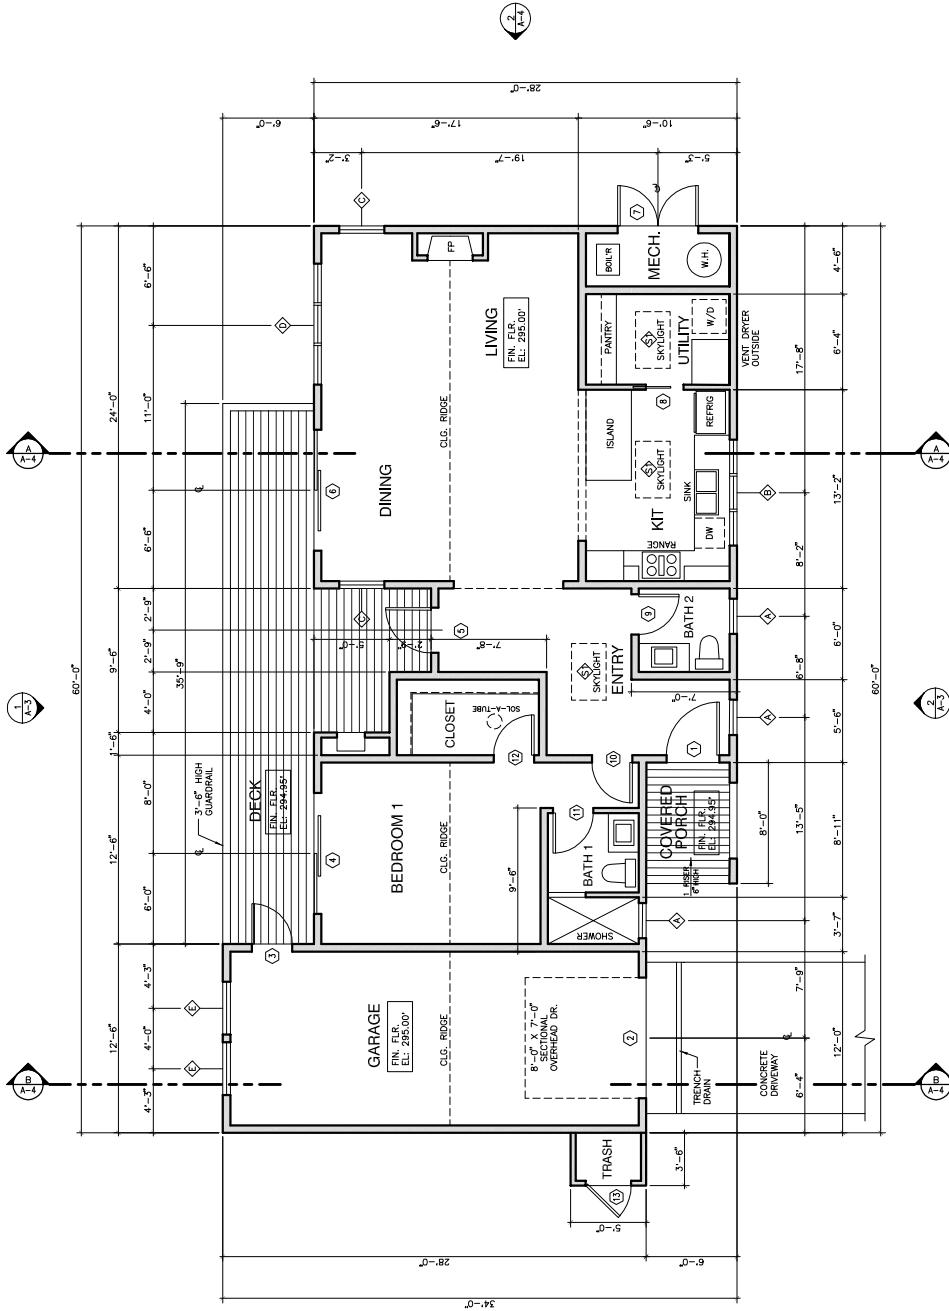 2
A-4
28'-0"
6'-0"
17'-6"
10'-6"
3'-2"
19'-7"
5'-3"
60'-0"
24'-0"
9'-6"
1'-6"
12'-6"
12'-6"
6'-6"
11'-0"
6'-6"
2'-9"
2'-9"
4'-0"
8'-0"
6'-0"
4'-3"
4'-0"
4'-3"
35'-9"
A
A-4
B
A-4
1
A-3
C
D
C
E
E
3'-6" HIGH
GUARDRAIL
DECK
FIN. FLR.
EL: 294.95'
LIVING
FIN. FLR.
EL: 295.00'
FP
CLG. RIDGE
DINING
6
5'-0"
2'-9"
5
7'-8"
MECH.
BOIL'R
W.H.
7
PANTRY
S1
SKYLIGHT
UTILITY
W/D
VENT DRYER
OUTSIDE
8
ISLAND
S1
SKYLIGHT
KIT
REFRIG
SINK
DW
RANGE
9
BATH 2
S1
SKYLIGHT
ENTRY
7'-0"
1
CLOSET
SOL-A-TUBE
12
10
11
BEDROOM 1
CLG. RIDGE
4
9'-6"
BATH 1
SHOWER
COVERED
PORCH
FIN. FLR.
EL: 294.95'
1 RISER
6" HIGH
8'-0"
3
GARAGE
FIN. FLR.
EL: 295.00'
CLG. RIDGE
8'-0" X 7'-0"
SECTIONAL
OVERHEAD DR.
2
TRENCH
DRAIN
CONCRETE
DRIVEWAY
TRASH
13
3'-6"
5'-0"
B
A
A
A
17'-8"
8'-2"
6'-8"
13'-5"
7'-9"
6'-4"
4'-6"
6'-4"
13'-2"
6'-0"
5'-6"
8'-11"
3'-7"
12'-0"
60'-0"
A
A-4
2
A-3
B
A-4
28'-0"
6'-0"
34'-0"